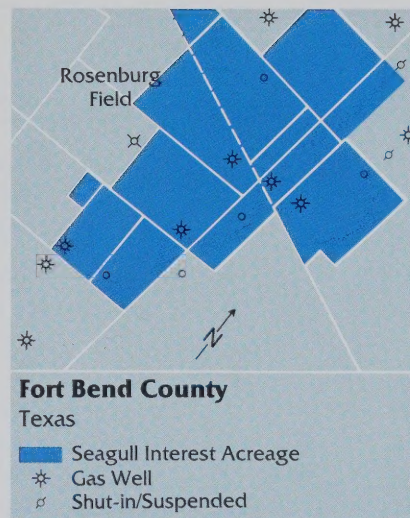 Rosenburg
Field
N
Fort Bend County
Texas
Seagull Interest Acreage
Gas Well
Shut-in/Suspended